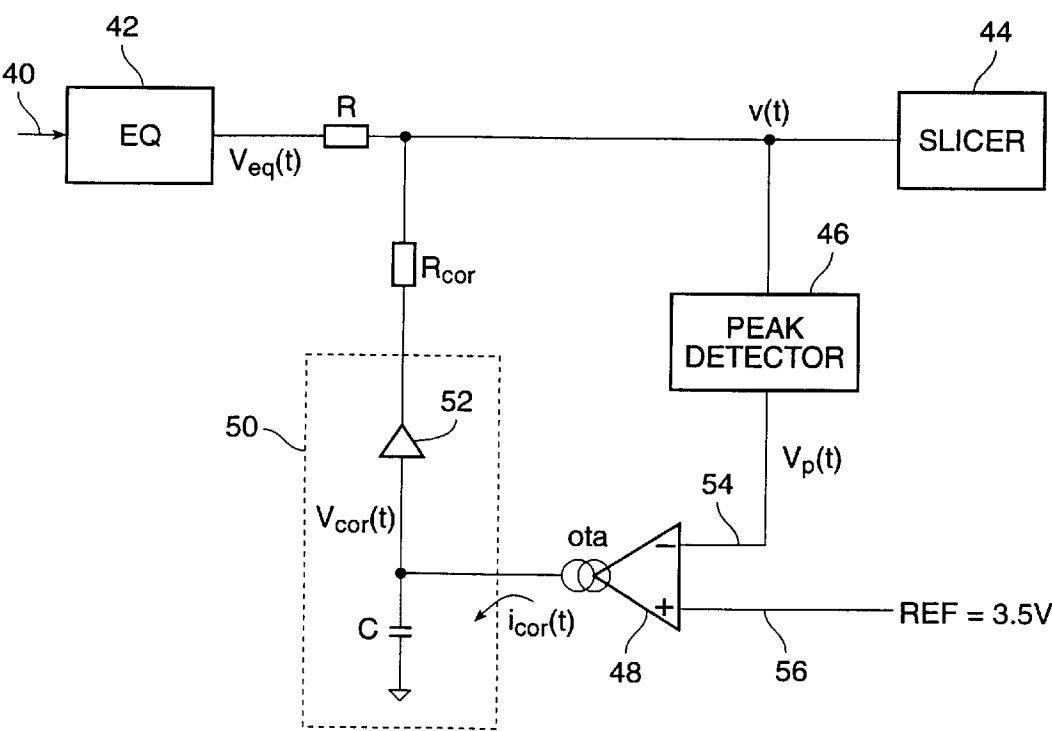 42
44
40
EQ
R
v(t)
SLICER
V_eq(t)
46
R_cor
PEAK
DETECTOR
52
50
V_p(t)
54
V_cor(t)
ota
−
+
REF = 3.5V
C
i_cor(t)
48
56